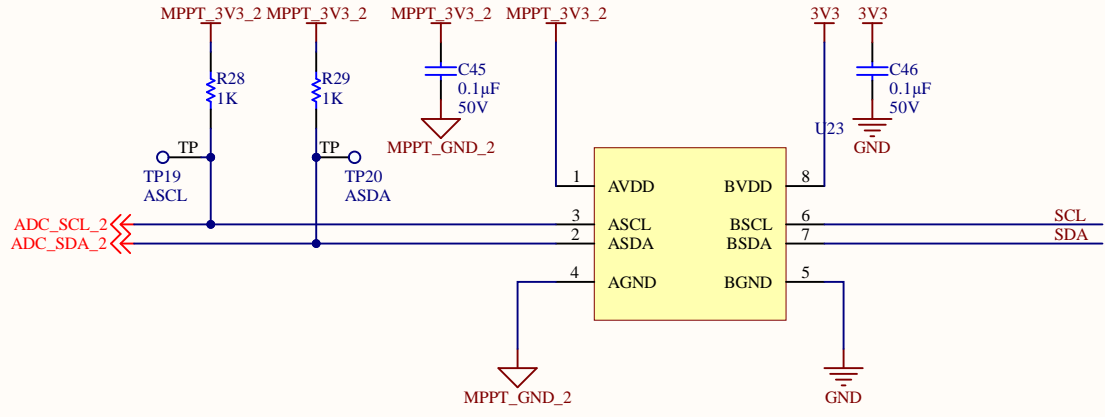 MPPT_3V3_2
MPPT_3V3_2
MPPT_3V3_2
MPPT_3V3_2
3V3
3V3
R28
1K
R29
1K
C45
0.1µF
50V
C46
0.1µF
50V
MPPT_GND_2
GND
U23
TP
TP19
ASCL
TP
TP20
ASDA
1
AVDD
BVDD
8
ADC_SCL_2
3
ASCL
BSCL
6
SCL
ADC_SDA_2
2
ASDA
BSDA
7
SDA
4
AGND
BGND
5
MPPT_GND_2
GND